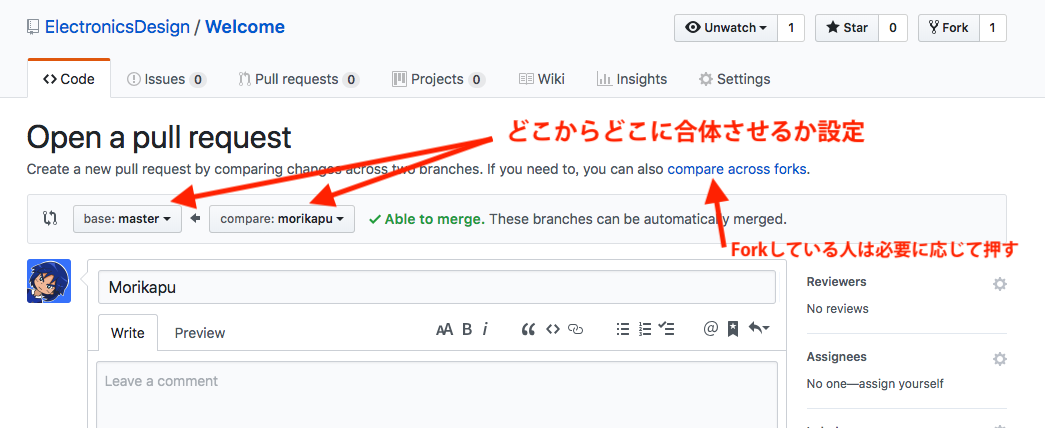 ElectronicsDesign / Welcome
Unwatch 1 Star 0 Fork 1
Code Issues 0 Pull requests 0 Projects 0 Wiki Insights Settings
Open a pull request
どこからどこに合体させるか設定
Create a new pull request by comparing changes across two branches. If you need to, you can also compare across forks.
base: master compare: morikapu Able to merge. These branches can be automatically merged.
Forkしている人は必要に応じて押す
Morikapu
Reviewers
No reviews
Write Preview
Assignees
Leave a comment
No one—assign yourself